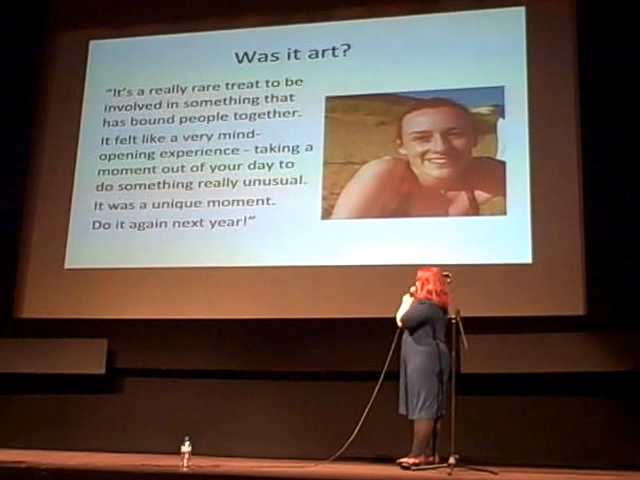 Was it art?
"It's a really rare treat to be
involved in something that
has bound people together.
It felt like a very mind-
opening experience - taking a
moment out of your day to
do something really unusual.
It was a unique moment.
Do it again next year!"